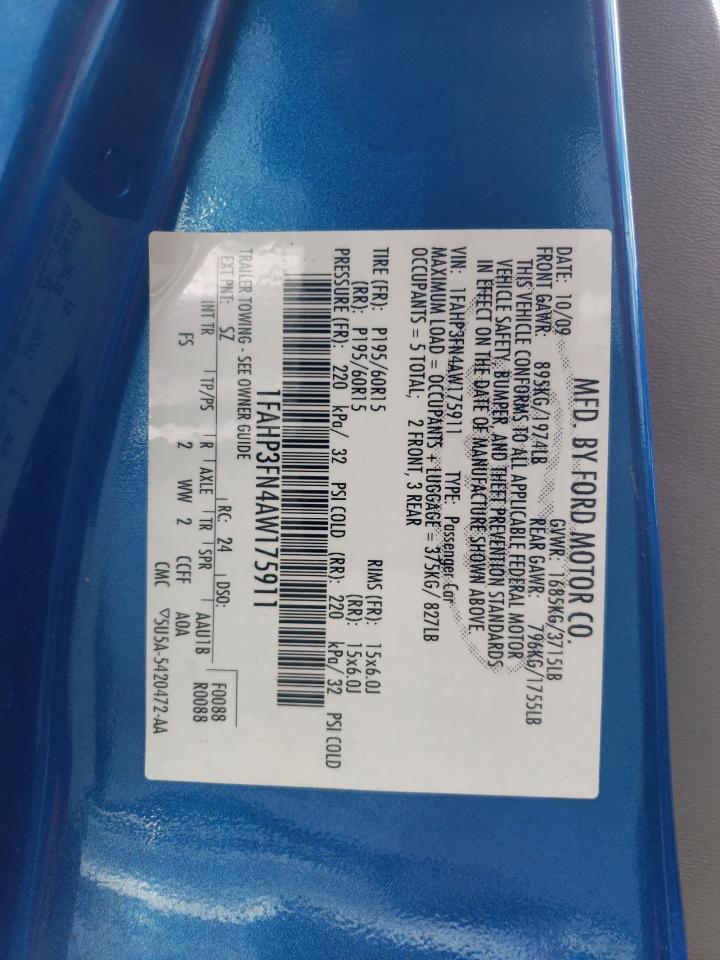 MFD. BY FORD MOTOR CO.
DATE: 10/09 GVWR: 1685KG/3715LB
FRONT GAWR: 895KG/1974LB REAR GAWR: 796KG/1755LB
THIS VEHICLE CONFORMS TO ALL APPLICABLE FEDERAL MOTOR
VEHICLE SAFETY, BUMPER, AND THEFT PREVENTION STANDARDS
IN EFFECT ON THE DATE OF MANUFACTURE SHOWN ABOVE.
VIN: 1FAHP3FN4AW175911 TYPE: Passenger Car
MAXIMUM LOAD = OCCUPANTS + LUGGAGE = 375KG/ 827LB
OCCUPANTS = 5 TOTAL; 2 FRONT, 3 REAR
TIRE (FR): P195/60R15 RIMS (FR): 15x6.0J
(RR): P195/60R15 (RR): 15x6.0J
PRESSURE (FR): 220 kPa/ 32 PSI COLD (RR): 220 kPa/ 32 PSI COLD
1FAHP3FN4AW175911
TRAILER TOWING - SEE OWNER GUIDE
EXT PNT: SZ RC: 24 DSO: F0088
R0088
INT TR TP/PS R AXLE TR SPR AAU1B
FS 2 WW 2 CCFF A0A
CMC ▽5U5A-5420472-AA